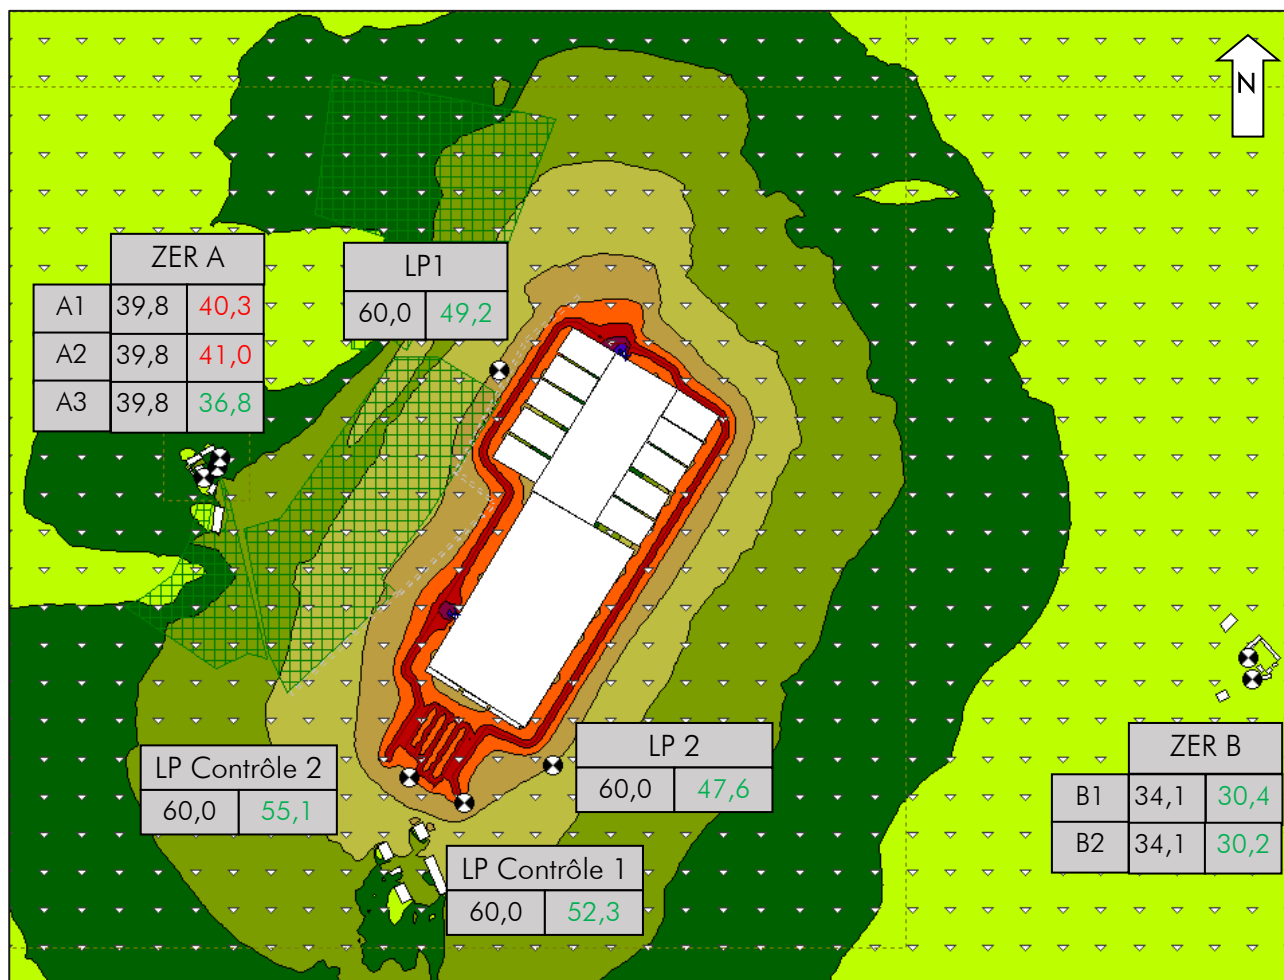 N
ZER A
A1 39,8 40,3
A2 39,8 41,0
A3 39,8 36,8
LP1
60,0 49,2
LP Contrôle 2
60,0 55,1
LP 2
60,0 47,6
LP Contrôle 1
60,0 52,3
ZER B
B1 34,1 30,4
B2 34,1 30,2